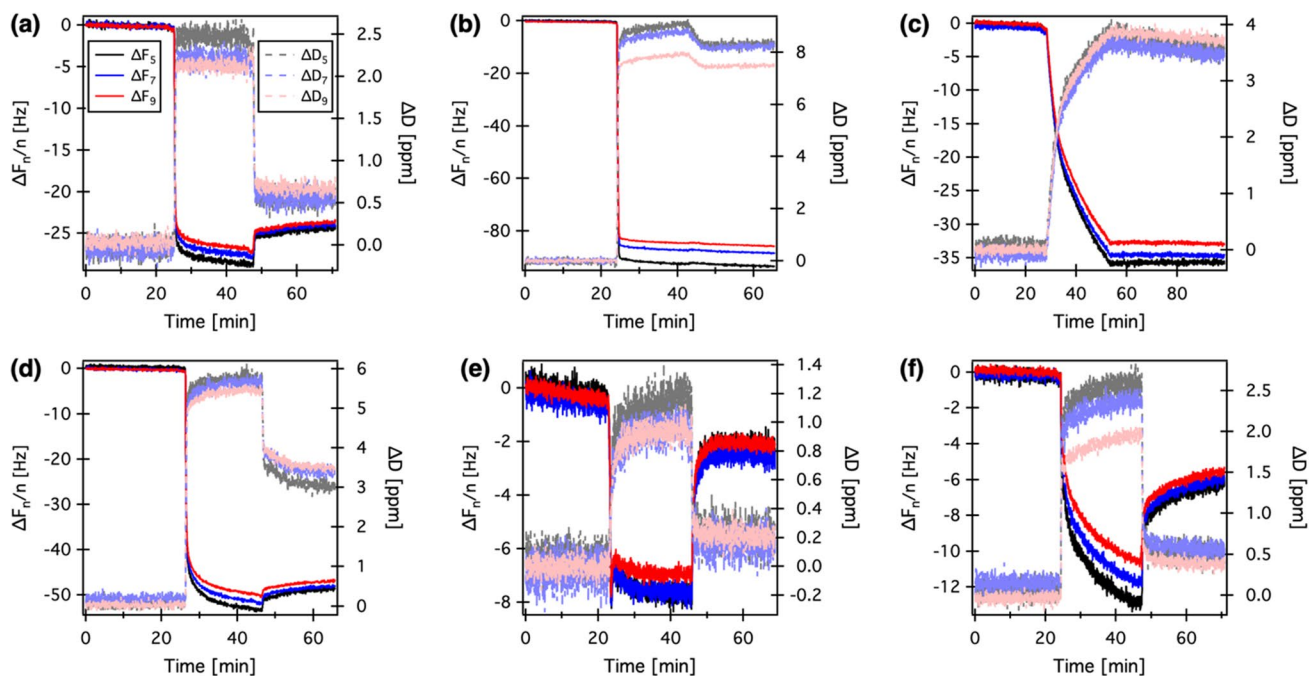 (a)
0
-5
-10
-15
-20
-25
ΔFₙ/n [Hz]
ΔF₅
ΔF₇
ΔF₉
ΔD₅
ΔD₇
ΔD₉
2.5
2.0
1.5
1.0
0.5
0.0
ΔD [ppm]
0 20 40 60
Time [min]
(b)
0
-20
-40
-60
-80
ΔFₙ/n [Hz]
8
6
4
2
0
ΔD [ppm]
0 20 40 60
Time [min]
(c)
0
-5
-10
-15
-20
-25
-30
-35
ΔFₙ/n [Hz]
4
3
2
1
0
ΔD [ppm]
0 20 40 60 80
Time [min]
(d)
0
-10
-20
-30
-40
-50
ΔFₙ/n [Hz]
6
5
4
3
2
1
0
ΔD [ppm]
0 20 40 60
Time [min]
(e)
0
-2
-4
-6
-8
ΔFₙ/n [Hz]
1.4
1.2
1.0
0.8
0.6
0.4
0.2
0.0
-0.2
ΔD [ppm]
0 20 40 60
Time [min]
(f)
0
-2
-4
-6
-8
-10
-12
ΔFₙ/n [Hz]
2.5
2.0
1.5
1.0
0.5
0.0
ΔD [ppm]
0 20 40 60
Time [min]